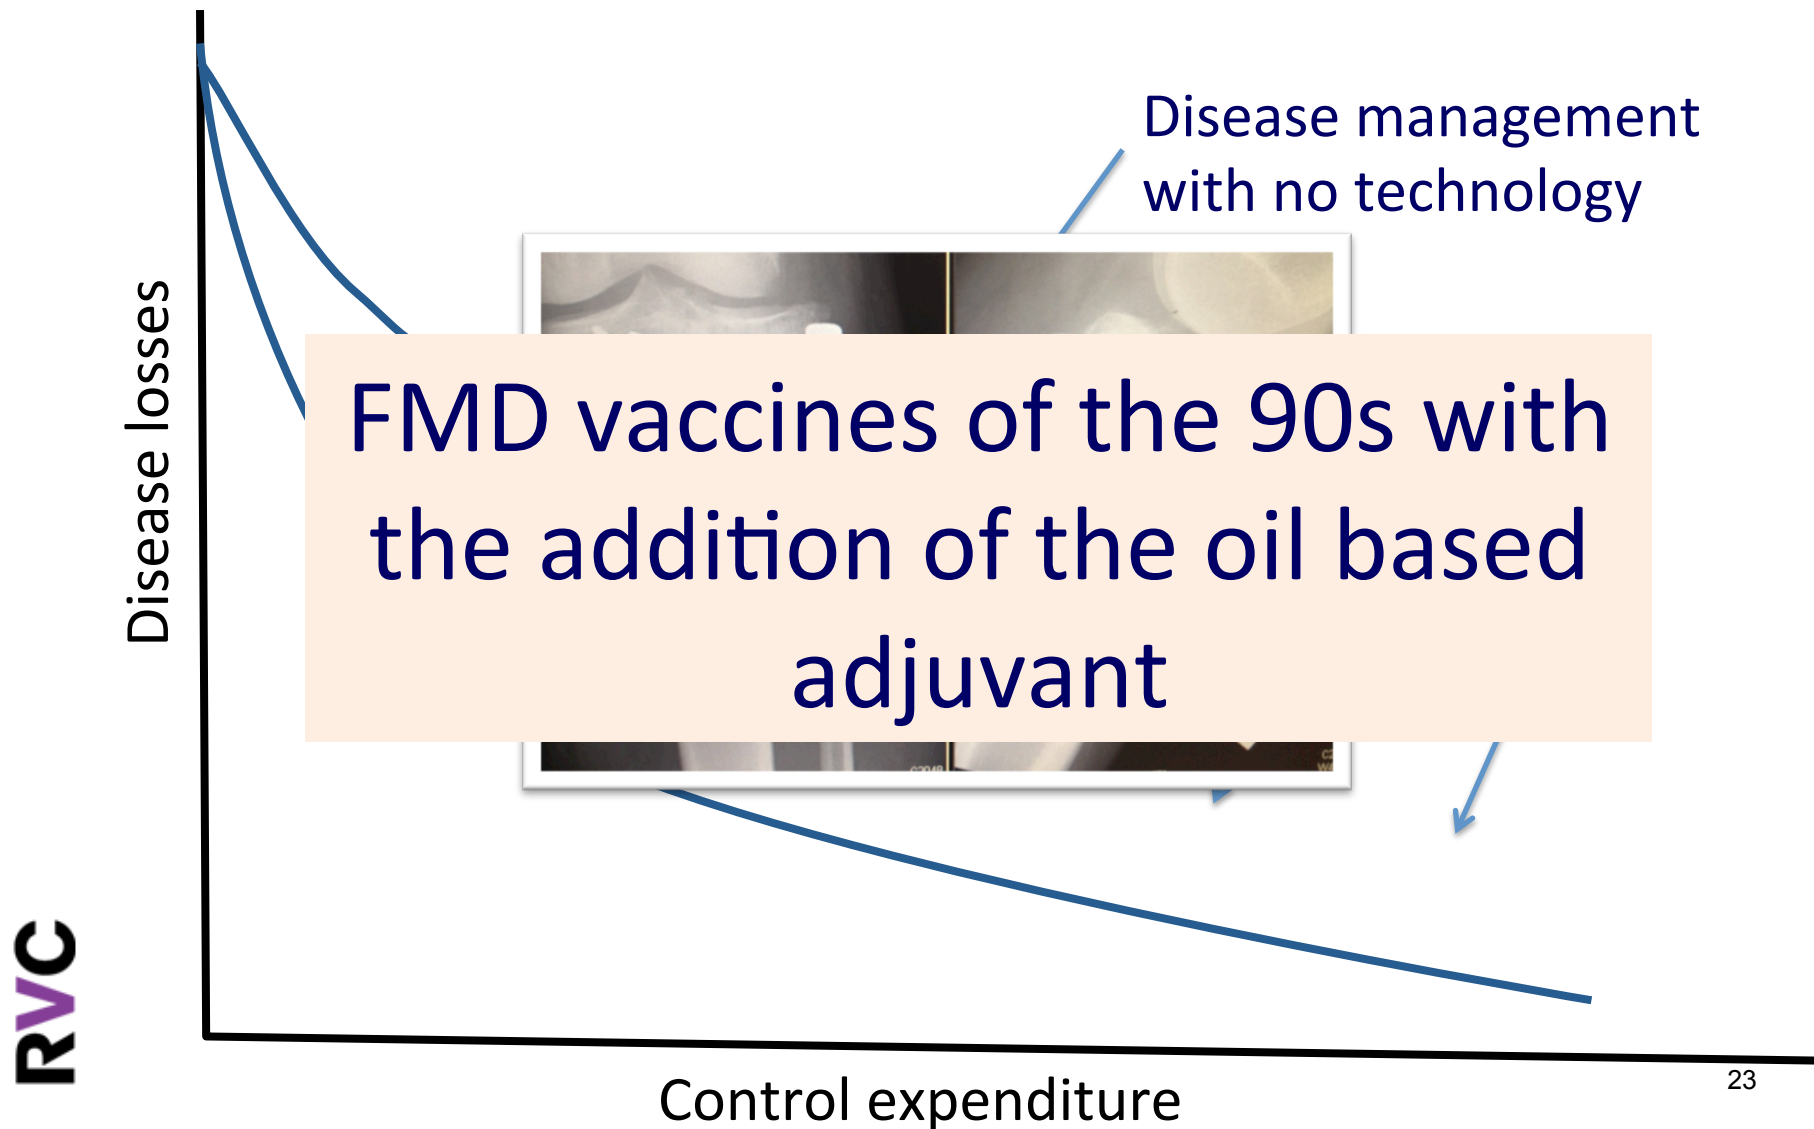 Disease management
with no technology
Disease losses
FMD vaccines of the 90s with
the addition of the oil based
adjuvant
C2048
RVC
Control expenditure
23